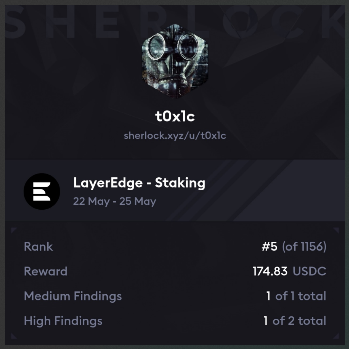 SHERLOCK
t0x1c
sherlock.xyz/u/t0x1c
LayerEdge - Staking
22 May - 25 May
Rank #5 (of 1156)
Reward 174.83 USDC
Medium Findings 1 of 1 total
High Findings 1 of 2 total